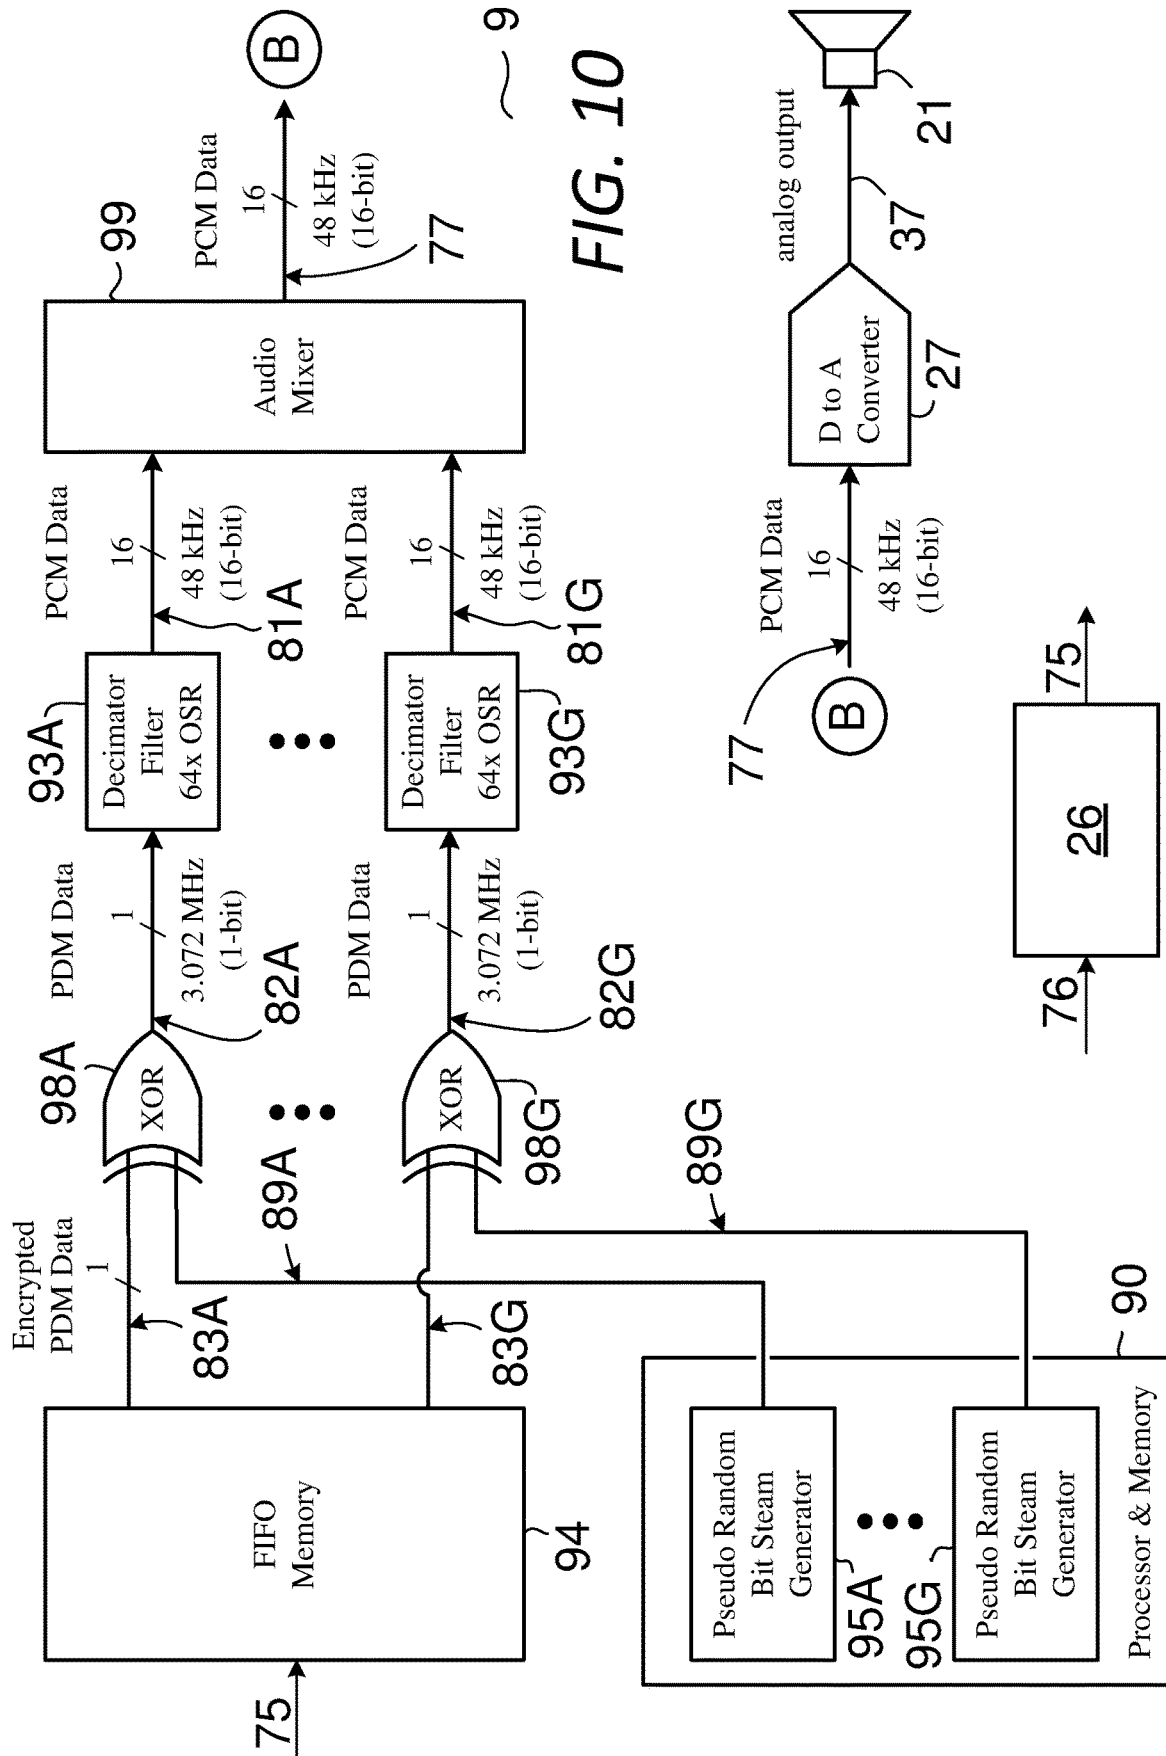 75
FIFO
Memory
94
Encrypted
PDM Data
1
83A
83G
89A
89G
98A
XOR
98G
XOR
PDM Data
1
3.072 MHz
(1-bit)
82A
PDM Data
1
3.072 MHz
(1-bit)
82G
93A
Decimator
Filter
64x OSR
93G
Decimator
Filter
64x OSR
PCM Data
16
48 kHz
(16-bit)
81A
PCM Data
16
48 kHz
(16-bit)
81G
99
Audio
Mixer
PCM Data
16
48 kHz
(16-bit)
77
B
9
FIG. 10
Pseudo Random
Bit Steam
Generator
95A
Pseudo Random
Bit Steam
Generator
95G
Processor & Memory
90
77
B
PCM Data
16
48 kHz
(16-bit)
D to A
Converter
27
analog output
37
21
76
26
75